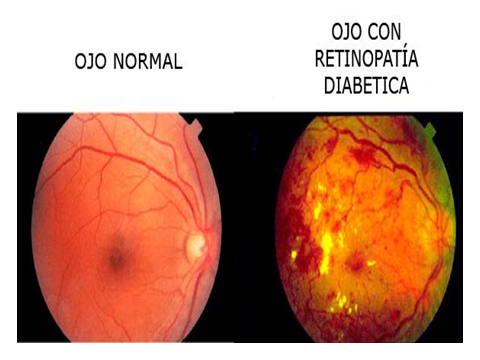 OJO NORMAL
OJO CON
RETINOPATÍA
DIABETICA